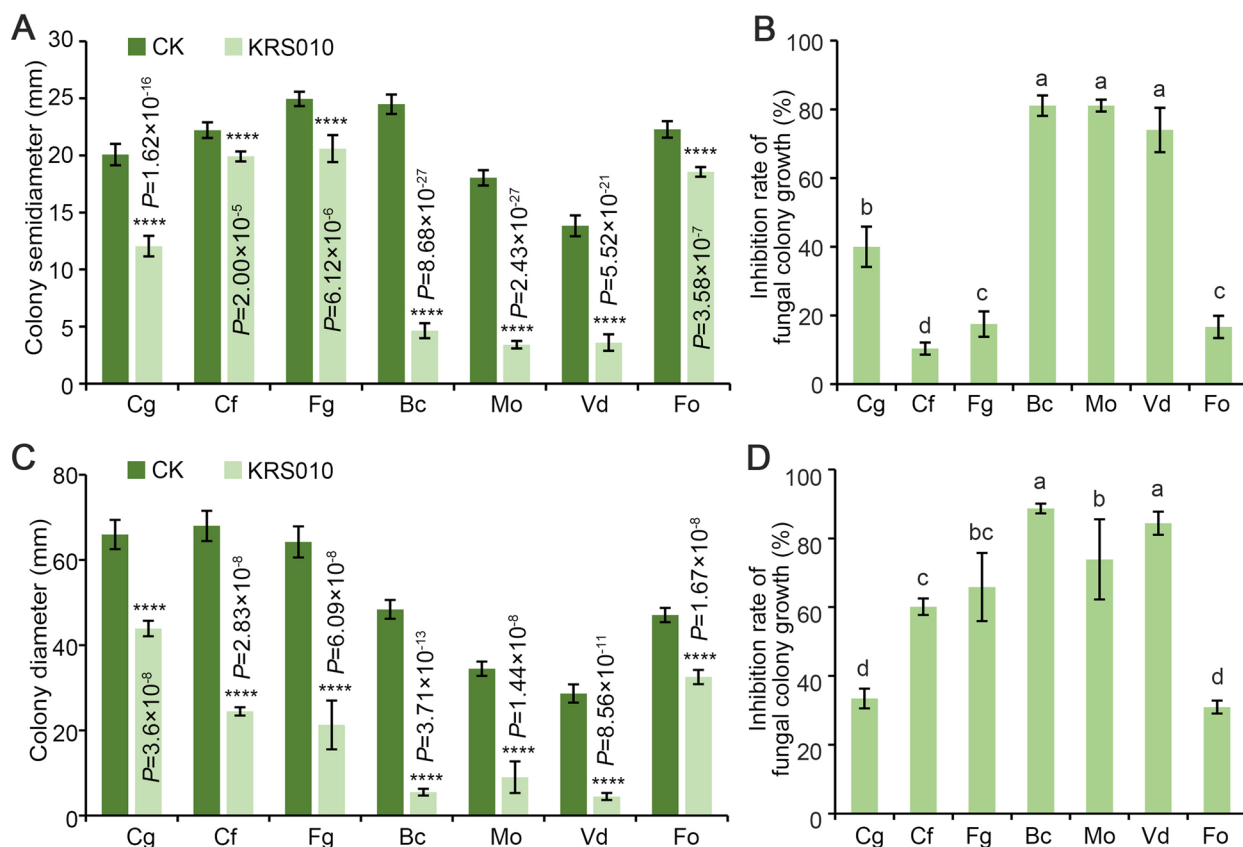 A
CK
KRS010
Colony semidiameter (mm)
30
25
20
15
10
5
0
P=1.62×10⁻¹⁶
****
****
P=2.00×10⁻⁵
****
P=6.12×10⁻⁶
P=8.68×10⁻²⁷
****
P=2.43×10⁻²⁷
****
P=5.52×10⁻²¹
****
****
P=3.58×10⁻⁷
Cg Cf Fg Bc Mo Vd Fo
B
Inhibition rate of
fungal colony growth (%)
100
80
60
40
20
0
b d c a a a c
Cg Cf Fg Bc Mo Vd Fo
C
CK
KRS010
Colony diameter (mm)
80
60
40
20
0
****
P=3.6×10⁻⁸
P=2.83×10⁻⁸
****
P=6.09×10⁻⁸
****
P=3.71×10⁻¹³
****
P=1.44×10⁻⁸
****
P=8.56×10⁻¹¹
****
P=1.67×10⁻⁸
****
Cg Cf Fg Bc Mo Vd Fo
D
Inhibition rate of
fungal colony growth (%)
100
80
60
40
20
0
d c bc a b a d
Cg Cf Fg Bc Mo Vd Fo